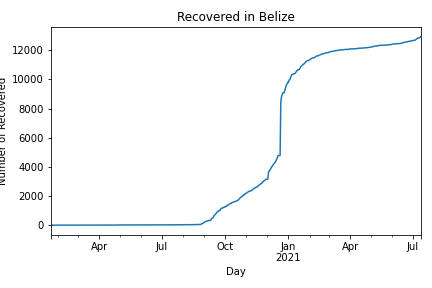 Recovered in Belize
Number of Recovered
12000
10000
8000
6000
4000
2000
0
Apr
Jul
Oct
Jan
2021
Apr
Jul
Day